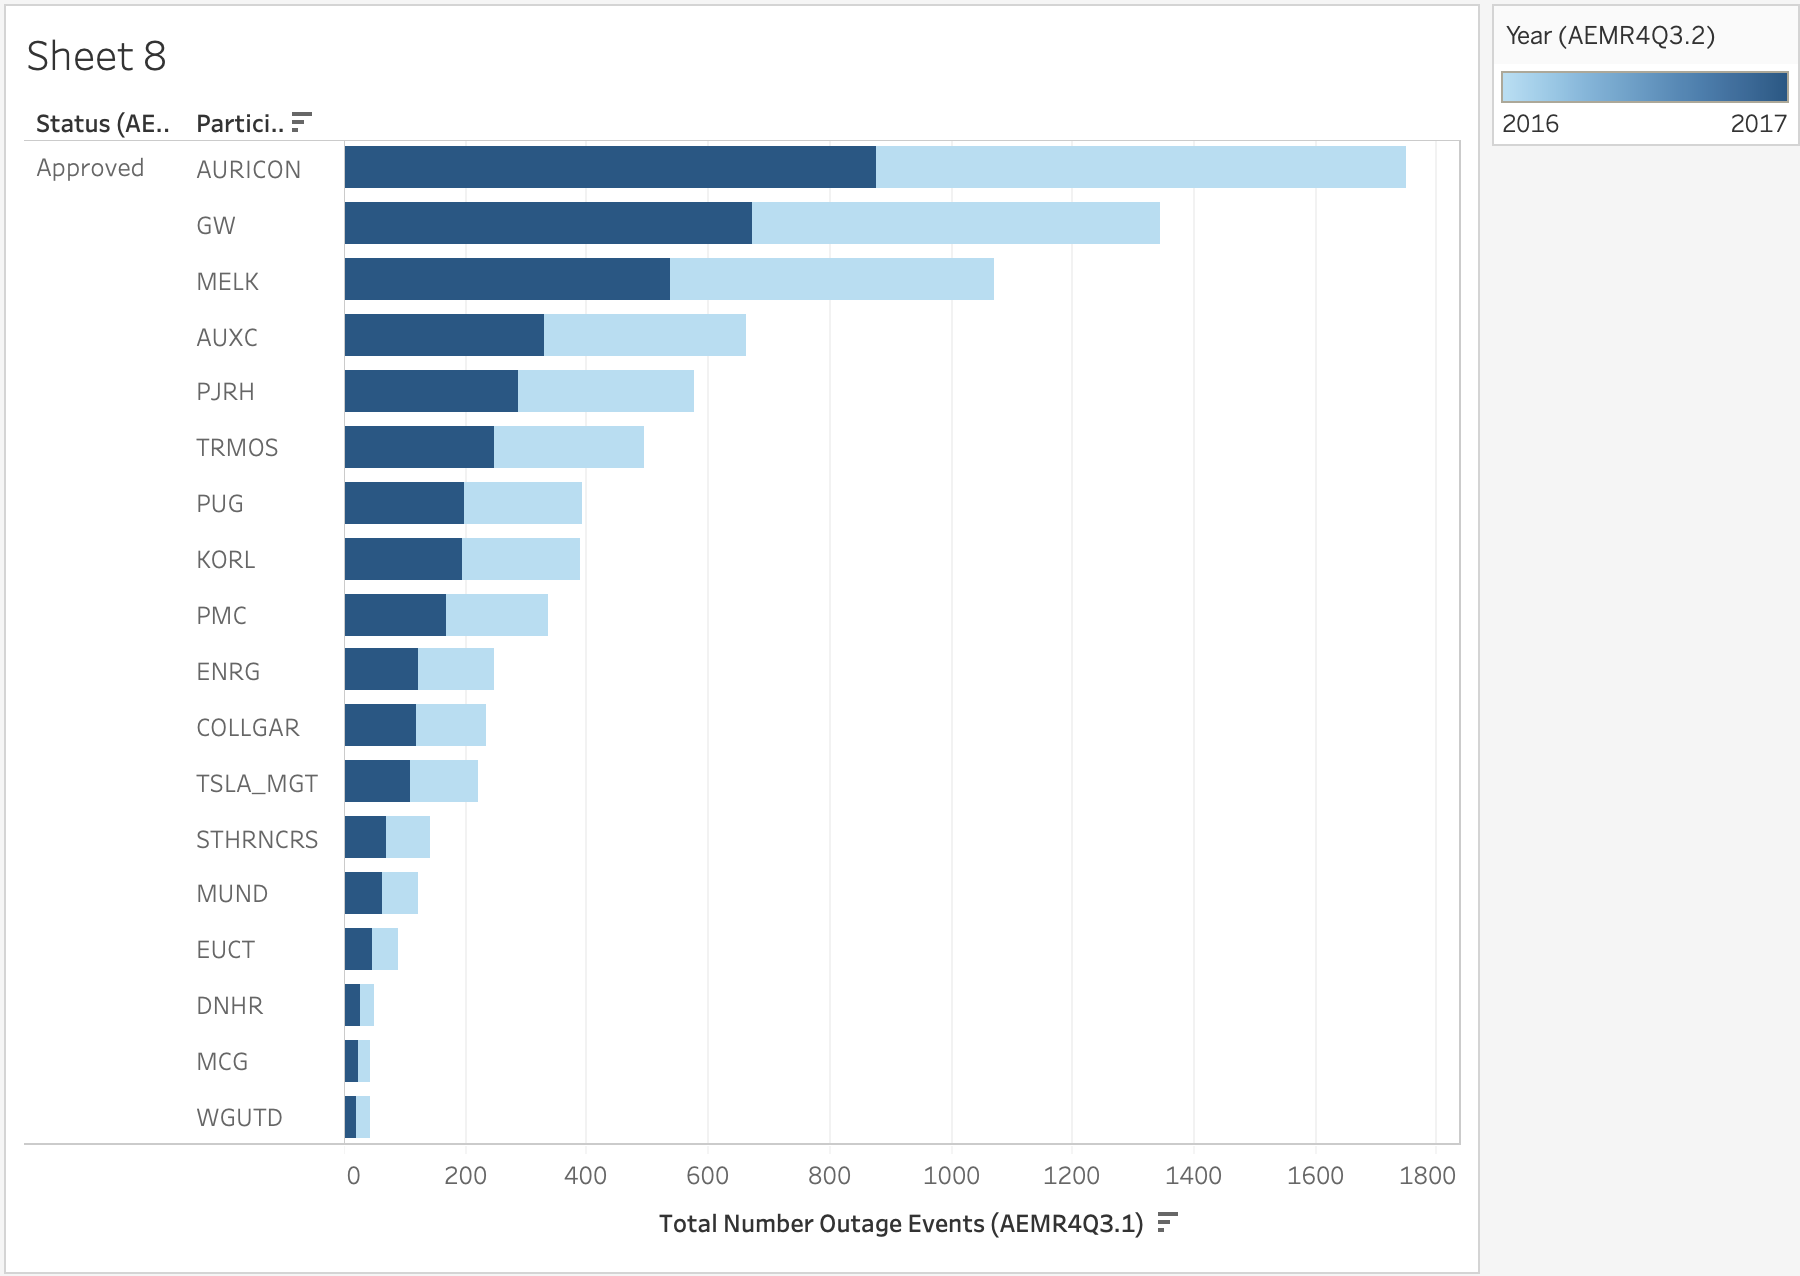 Sheet 8
Status (AE.. Partici..
Approved AURICON
GW
MELK
AUXC
PJRH
TRMOS
PUG
KORL
PMC
ENRG
COLLGAR
TSLA_MGT
STHRNCRS
MUND
EUCT
DNHR
MCG
WGUTD
0 200 400 600 800 1000 1200 1400 1600 1800
Total Number Outage Events (AEMR4Q3.1)
Year (AEMR4Q3.2)
2016 2017